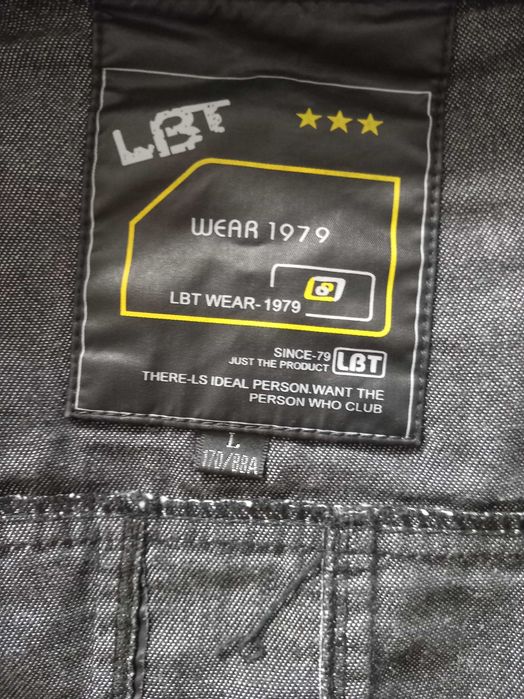 LBT
WEAR 1979
8
LBT WEAR-1979
SINCE-79
JUST THE PRODUCT LBT
THERE-LS IDEAL PERSON.WANT THE
PERSON WHO CLUB
L
170/88A